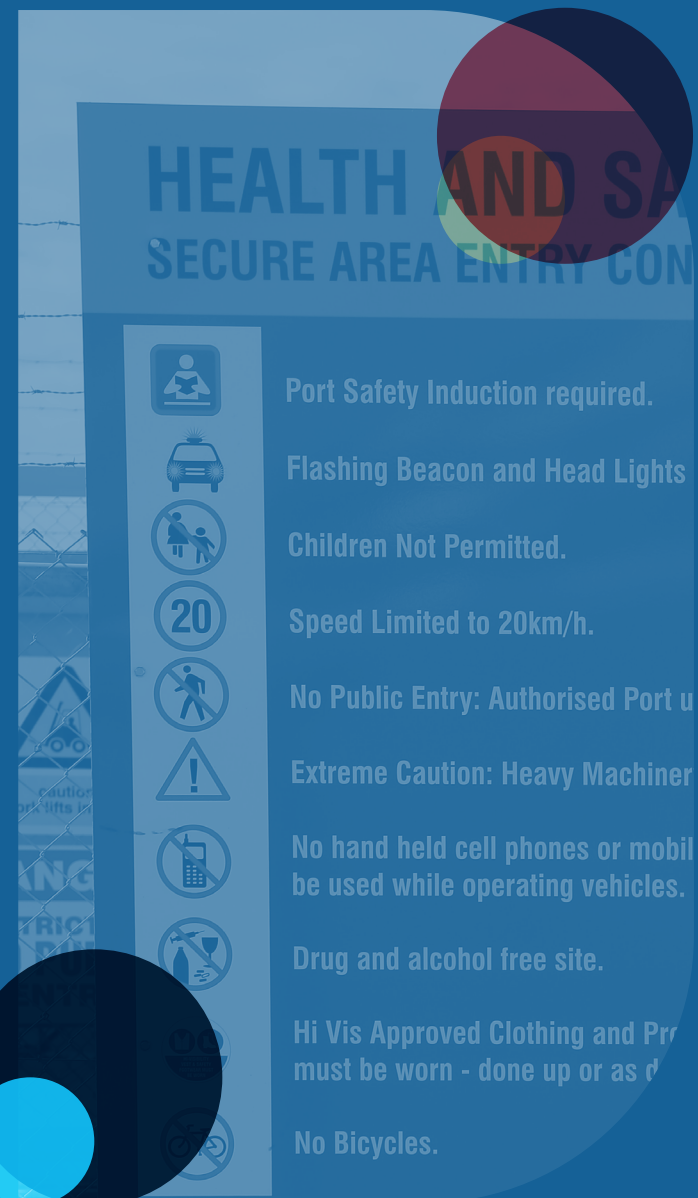 HEALTH AND SA
SECURE AREA ENTRY CON
Port Safety Induction required.
Flashing Beacon and Head Lights
Children Not Permitted.
20
Speed Limited to 20km/h.
No Public Entry: Authorised Port u
Extreme Caution: Heavy Machiner
!
caution
No hand held cell phones or mobil
be used while operating vehicles.
Drug and alcohol free site.
Hi Vis Approved Clothing and Pro
must be worn - done up or as d
No Bicycles.